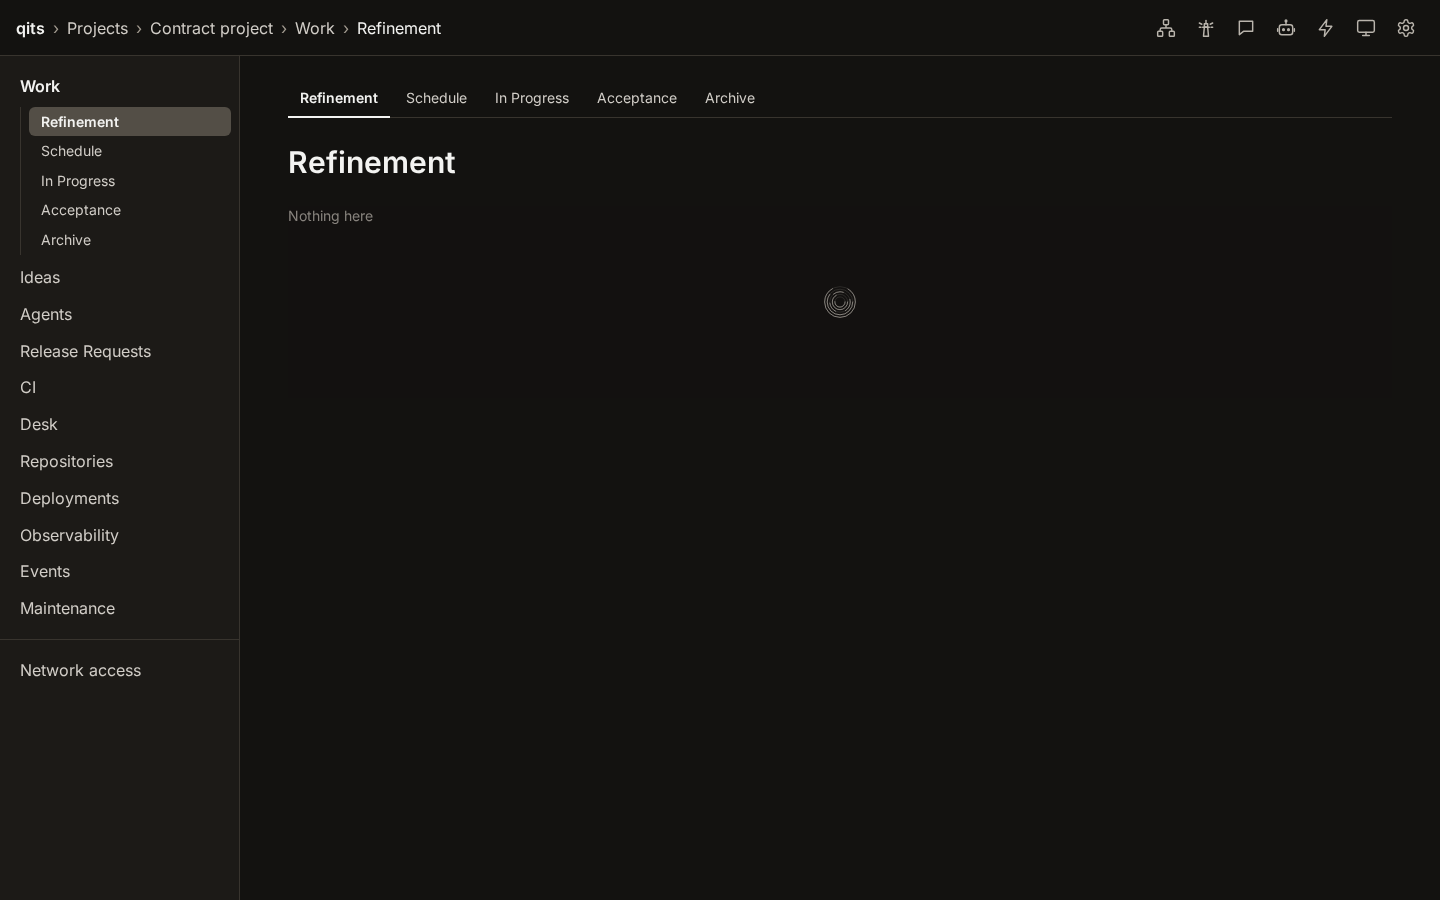 qits › Projects › Contract project › Work › Refinement
Work
Refinement
Schedule
In Progress
Acceptance
Archive
Ideas
Agents
Release Requests
CI
Desk
Repositories
Deployments
Observability
Events
Maintenance
Network access
Refinement Schedule In Progress Acceptance Archive
Refinement
Nothing here